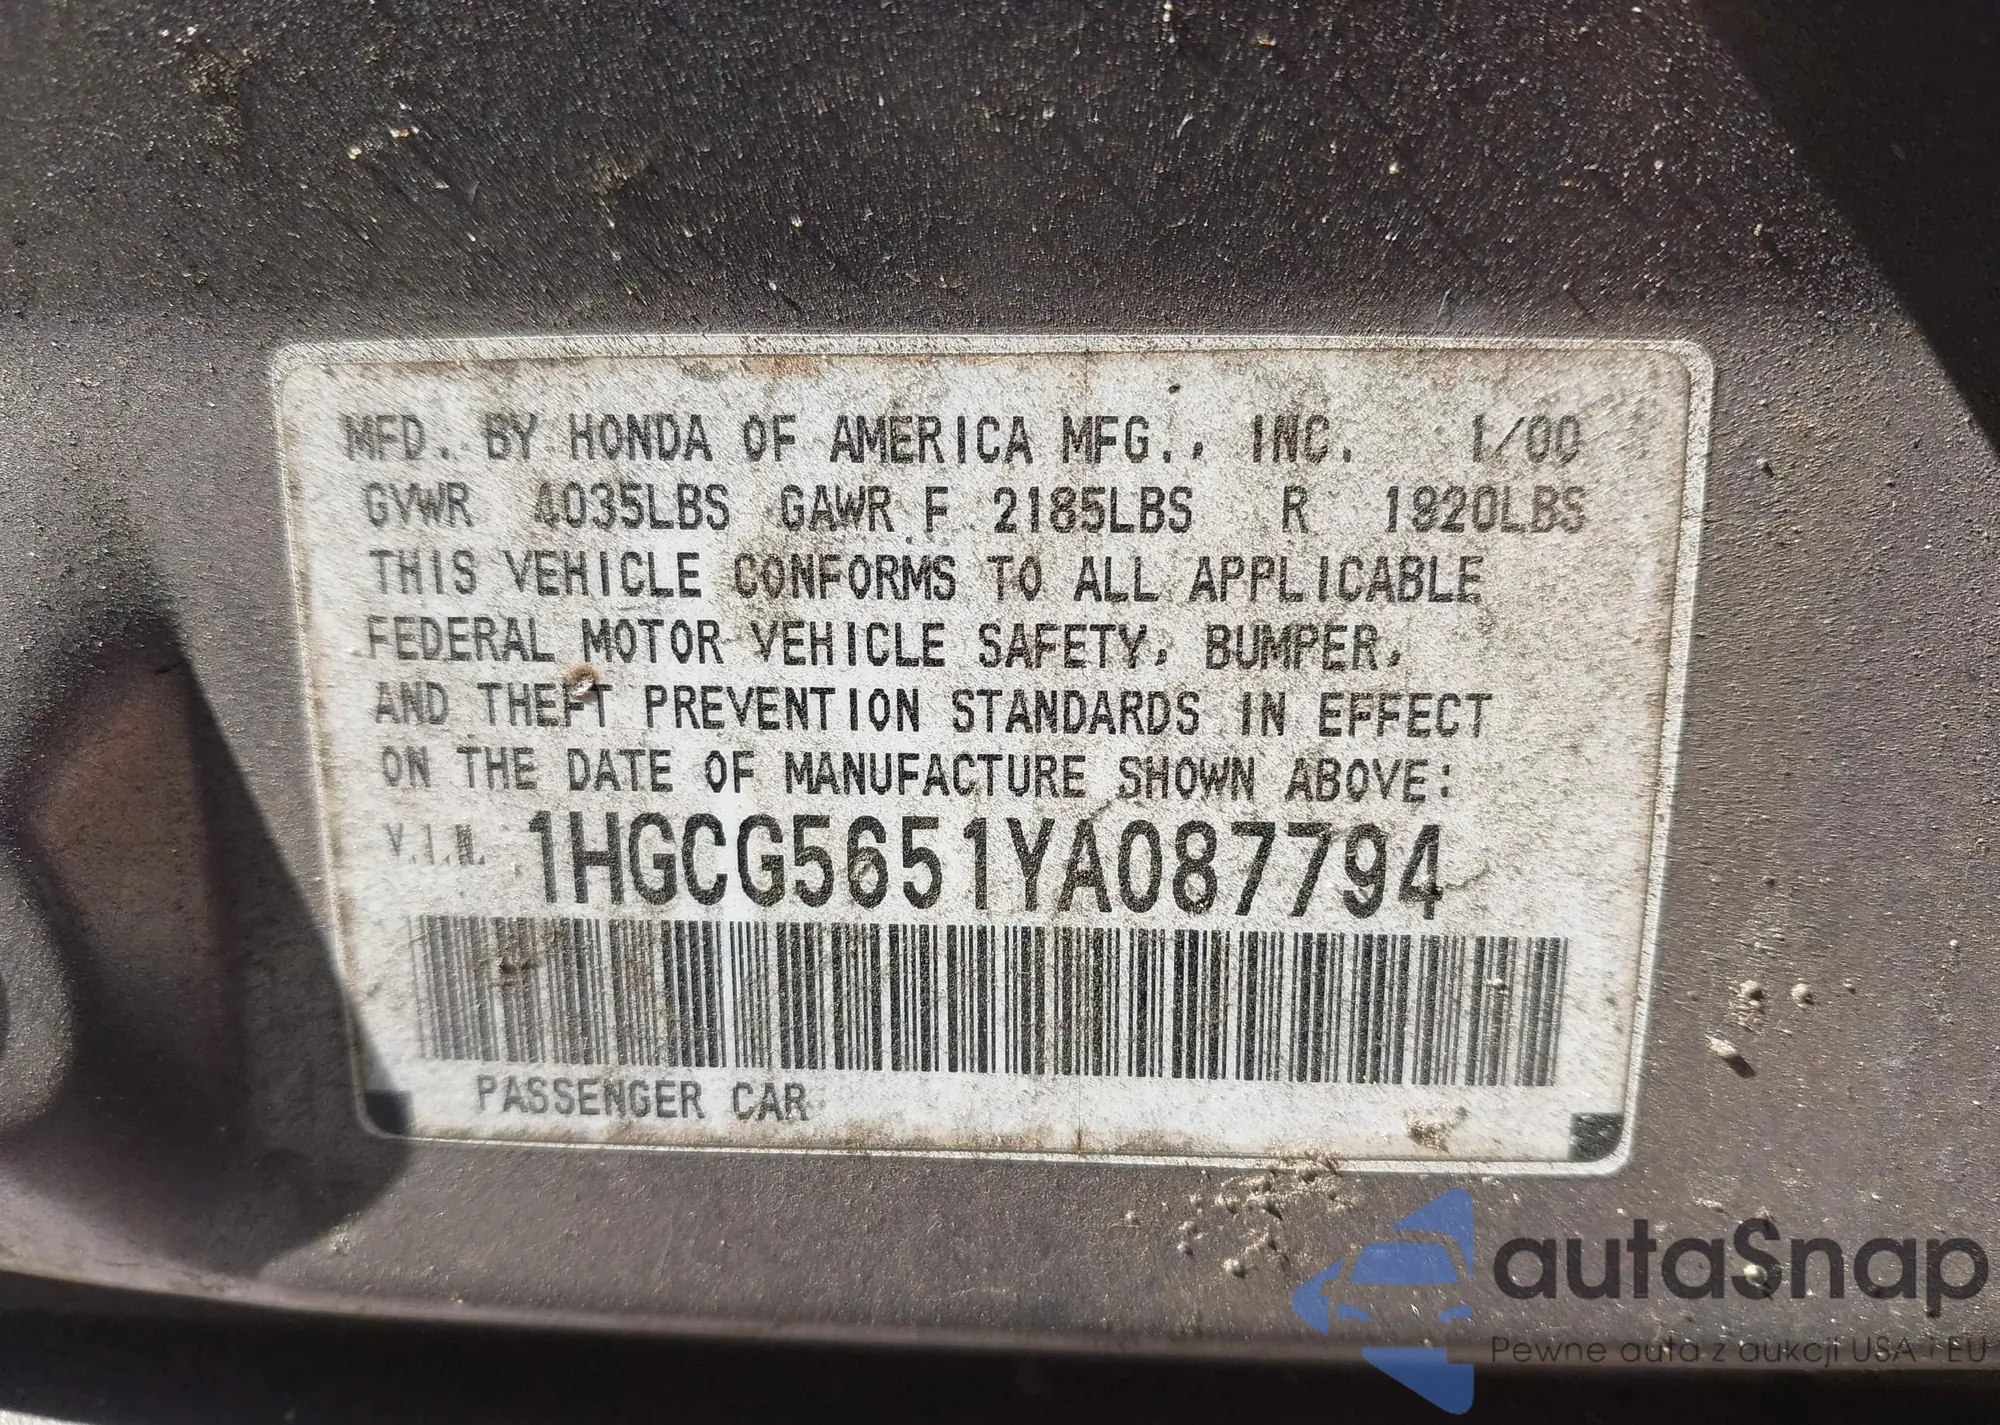 MFD. BY HONDA OF AMERICA MFG., INC. 1/00
GVWR 4035LBS GAWR F 2185LBS R 1920LBS
THIS VEHICLE CONFORMS TO ALL APPLICABLE
FEDERAL MOTOR VEHICLE SAFETY, BUMPER,
AND THEFT PREVENTION STANDARDS IN EFFECT
ON THE DATE OF MANUFACTURE SHOWN ABOVE:
V.I.N. 1HGCG5651YA087794
PASSENGER CAR
autaSnap
Pewne auta z aukcji USA i EU